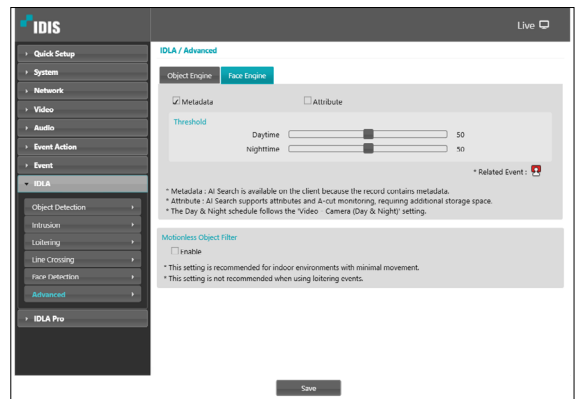 IDIS
Live
Quick Setup
System
Network
Video
Audio
Event Action
Event
IDLA
Object Detection
Intrusion
Loitering
Line Crossing
Face Detection
Advanced
IDLA Pro
IDLA / Advanced
Object Engine
Face Engine
Metadata
Attribute
Threshold
Daytime 50
Nighttime 50
* Related Event :
* Metadata : AI Search is available on the client because the record contains metadata.
* Attribute : AI Search supports attributes and A-cut monitoring, requiring additional storage space.
* The Day & Night schedule follows the 'Video - Camera (Day & Night)' setting.
Motionless Object Filter
Enable
* This setting is recommended for indoor environments with minimal movement.
* This setting is not recommended when using loitering events.
Save